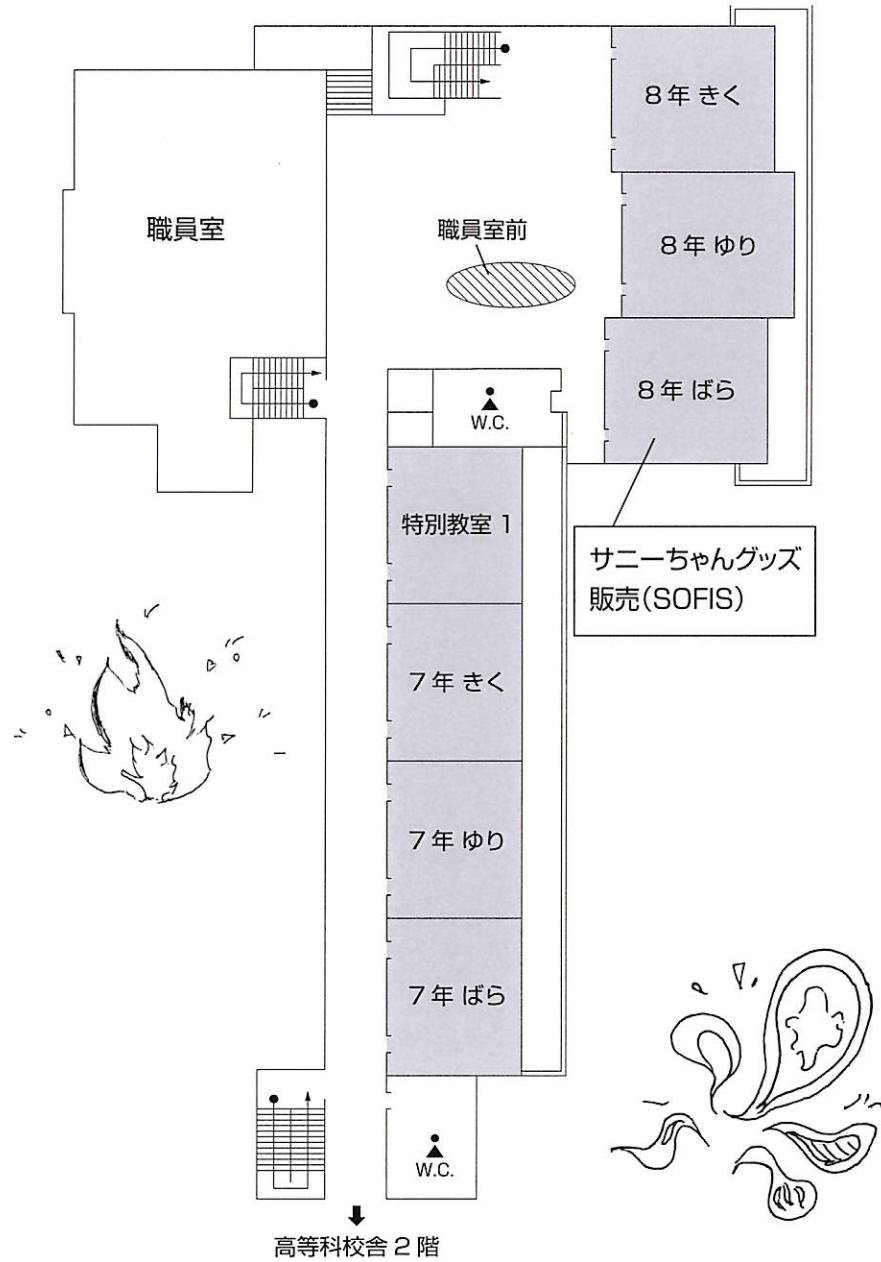 8年 きく
職員室
職員室前
8年 ゆり
8年 ばら
W.C.
特別教室 1
サニーちゃんグッズ
販売(SOFIS)
7年 きく
7年 ゆり
7年 ばら
W.C.
高等科校舎 2 階